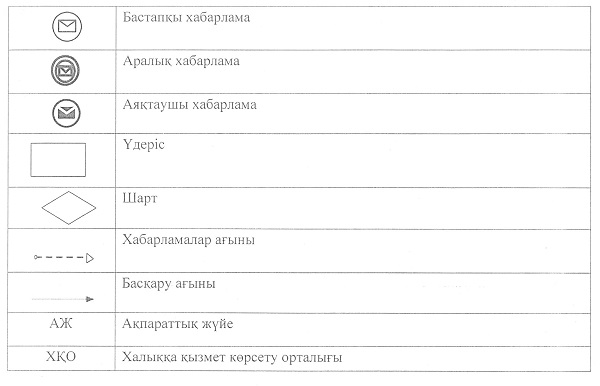 Бастапқы хабарлама
Аралық хабарлама
Аяқтаушы хабарлама
Үдеріс
Шарт
Хабарламалар ағыны
Басқару ағыны
АЖ Ақпараттық жүйе
ХҚО Халыққа қызмет көрсету орталығы